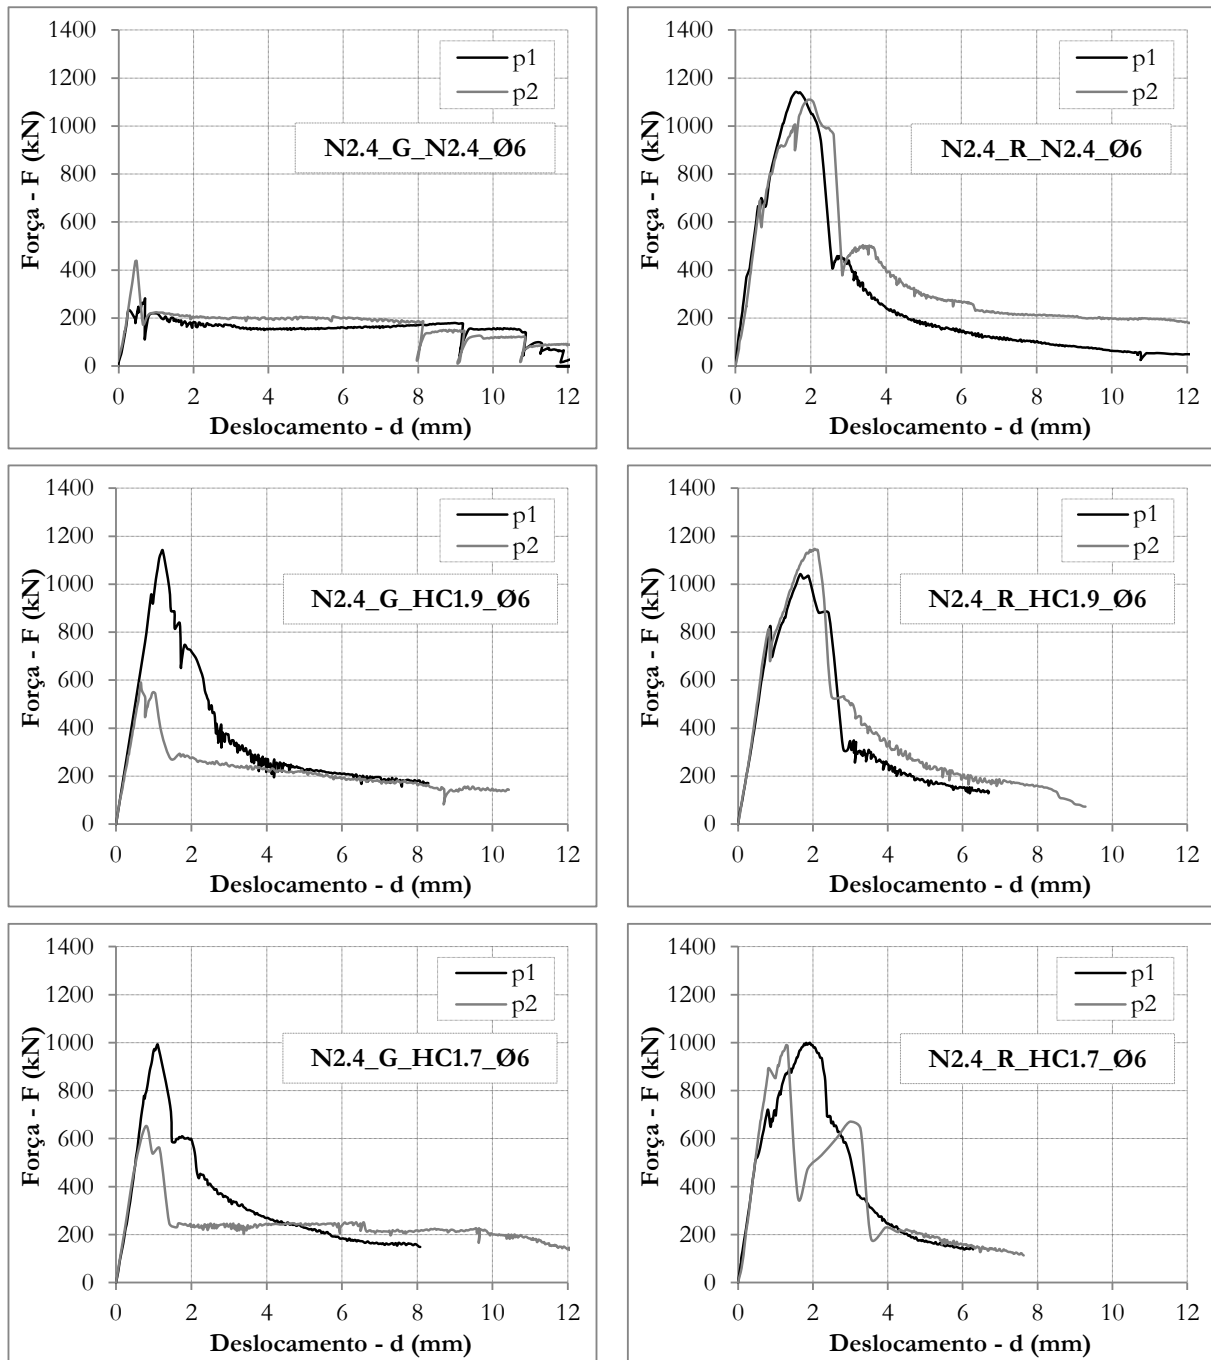 1400
1200
1000
800
600
400
200
0
Força - F (kN)
p1
p2
N2.4_G_N2.4_Ø6
0 2 4 6 8 10 12
Deslocamento - d (mm)
1400
1200
1000
800
600
400
200
0
Força - F (kN)
p1
p2
N2.4_R_N2.4_Ø6
0 2 4 6 8 10 12
Deslocamento - d (mm)
1400
1200
1000
800
600
400
200
0
Força - F (kN)
p1
p2
N2.4_G_HC1.9_Ø6
0 2 4 6 8 10 12
Deslocamento - d (mm)
1400
1200
1000
800
600
400
200
0
Força - F (kN)
p1
p2
N2.4_R_HC1.9_Ø6
0 2 4 6 8 10 12
Deslocamento - d (mm)
1400
1200
1000
800
600
400
200
0
Força - F (kN)
p1
p2
N2.4_G_HC1.7_Ø6
0 2 4 6 8 10 12
Deslocamento - d (mm)
1400
1200
1000
800
600
400
200
0
Força - F (kN)
p1
p2
N2.4_R_HC1.7_Ø6
0 2 4 6 8 10 12
Deslocamento - d (mm)